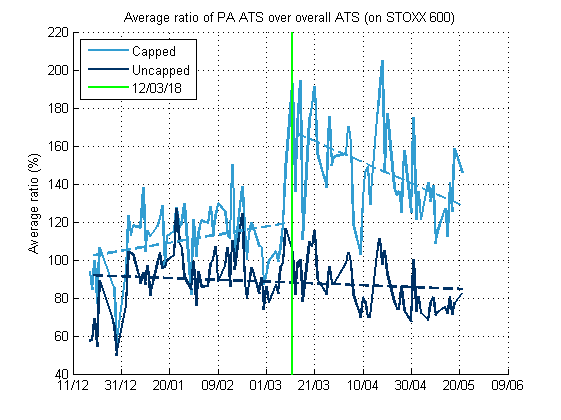 Average ratio of PA ATS over overall ATS (on STOXX 600)
220
200
180
160
140
120
100
80
60
40
Average ratio (%)
Capped
Uncapped
12/03/18
11/12 31/12 20/01 09/02 01/03 21/03 10/04 30/04 20/05 09/06